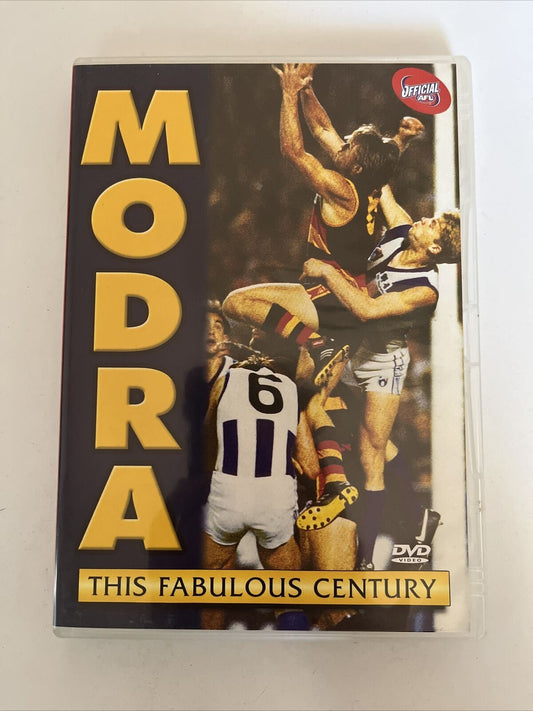 MODRA
OFFICIAL
AFL
6
DVD
VIDEO
THIS FABULOUS CENTURY